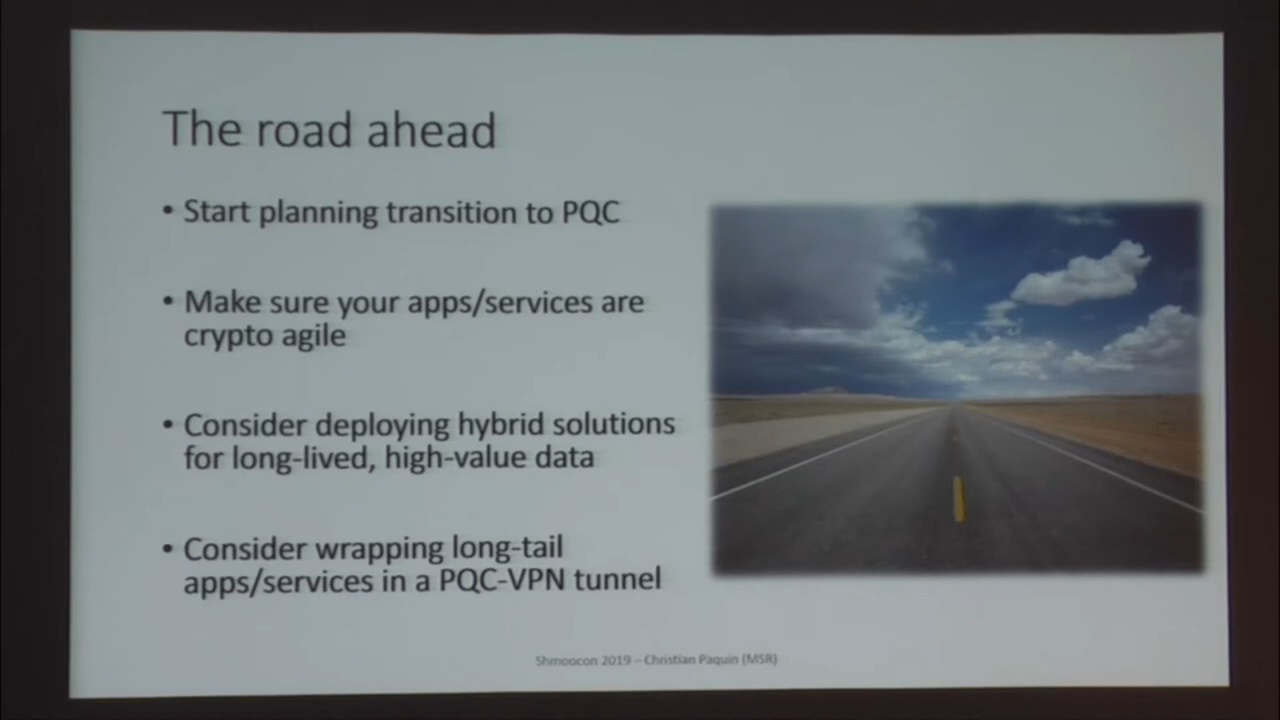 The road ahead
• Start planning transition to PQC
• Make sure your apps/services are
crypto agile
• Consider deploying hybrid solutions
for long-lived, high-value data
• Consider wrapping long-tail
apps/services in a PQC-VPN tunnel
Shmoocon 2019 – Christian Paquin (MSR)